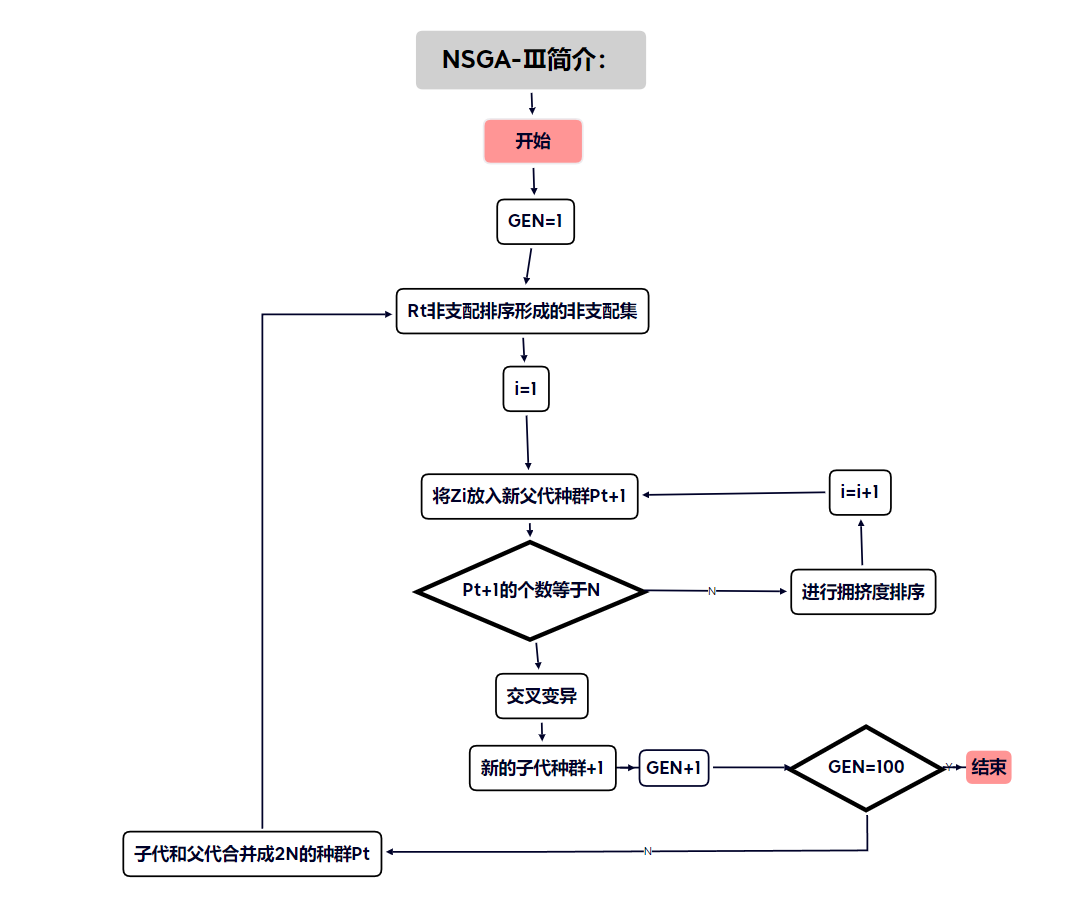 NSGA-Ⅲ简介：
开始
GEN=1
Rt非支配排序形成的非支配集
i=1
将Zi放入新父代种群Pt+1
i=i+1
Pt+1的个数等于N
N
进行拥挤度排序
交叉变异
新的子代种群+1
GEN+1
GEN=100
Y
结束
子代和父代合并成2N的种群Pt
N